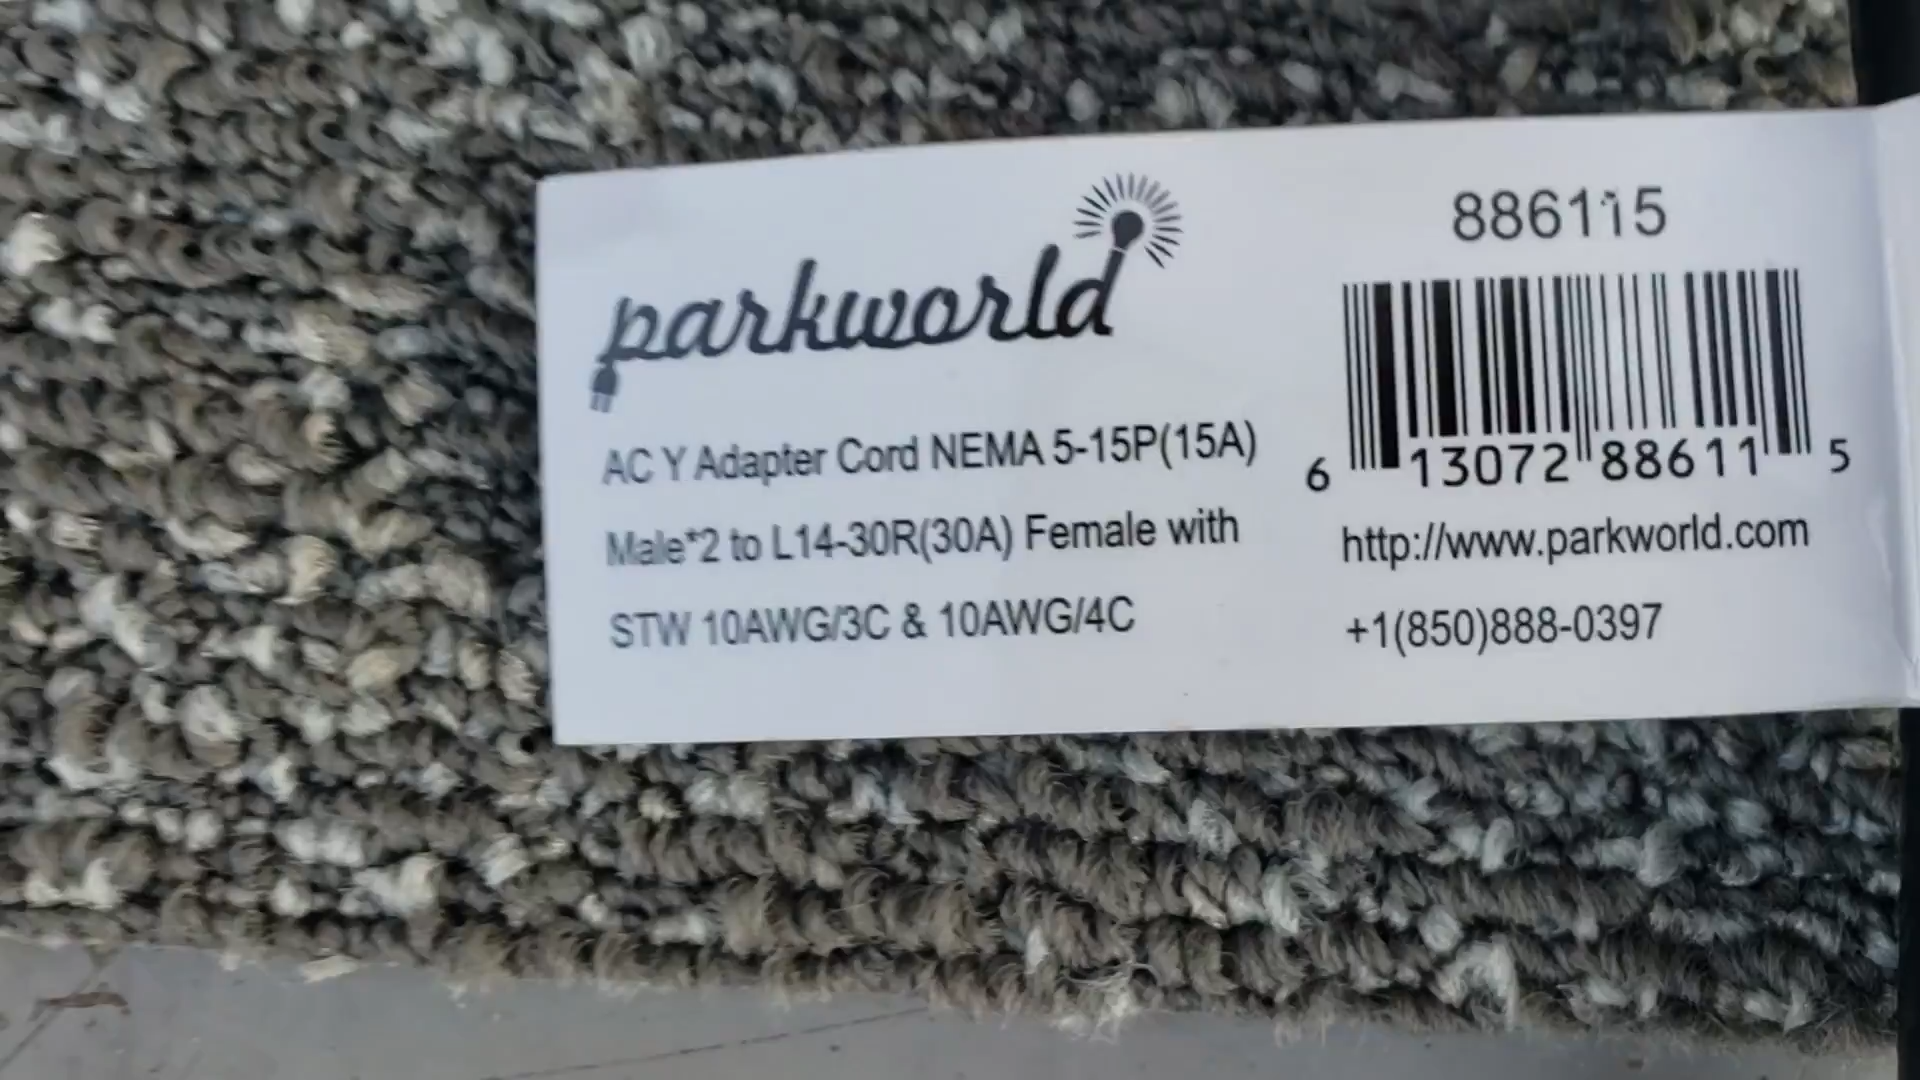 parkworld
AC Y Adapter Cord NEMA 5-15P(15A)
Male*2 to L14-30R(30A) Female with
STW 10AWG/3C & 10AWG/4C
886115
6 13072 88611 5
http://www.parkworld.com
+1(850)888-0397